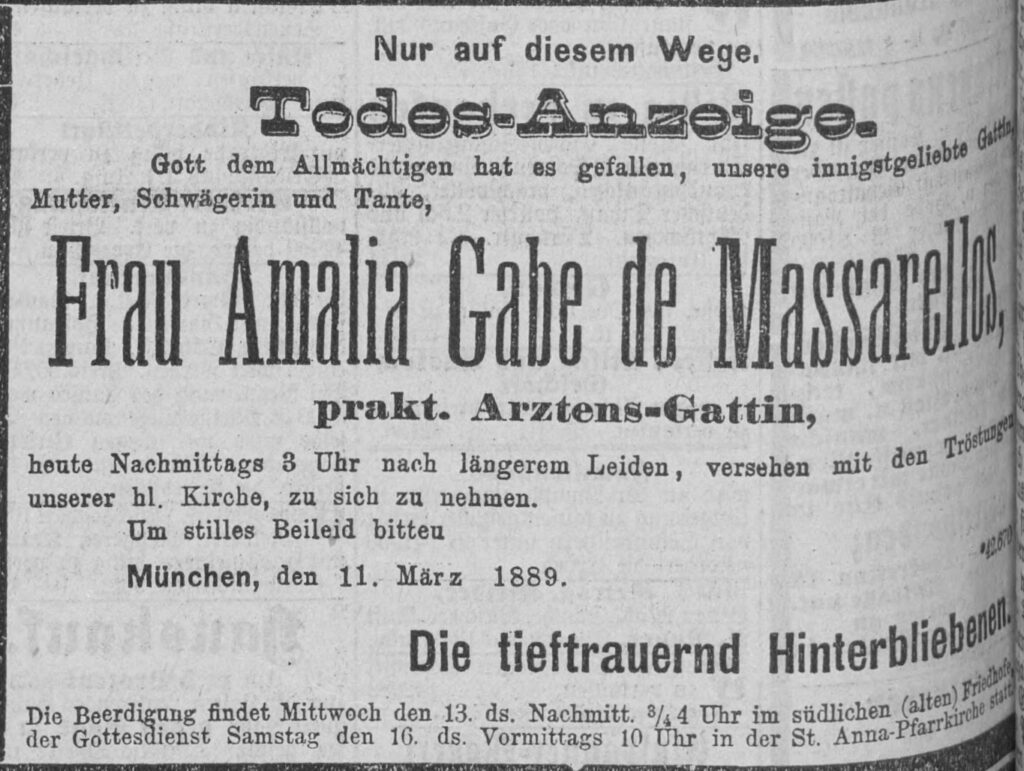 Nur auf diesem Wege.
Todes-Anzeige.
Gott dem Allmächtigen hat es gefallen, unsere innigstgeliebte Gattin,
Mutter, Schwägerin und Tante,
Frau Amalia Gabe de Massarellos,
prakt. Arztens-Gattin,
heute Nachmittags 3 Uhr nach längerem Leiden, versehen mit den Tröstungen
unserer hl. Kirche, zu sich zu nehmen.
Um stilles Beileid bitten
*42,670
München, den 11. März 1889.
Die tieftrauernd Hinterbliebenen.
Die Beerdigung findet Mittwoch den 13. ds. Nachmitt. 3/4 4 Uhr im südlichen (alten) Friedhofe,
der Gottesdienst Samstag den 16. ds. Vormittags 10 Uhr in der St. Anna-Pfarrkirche statt.